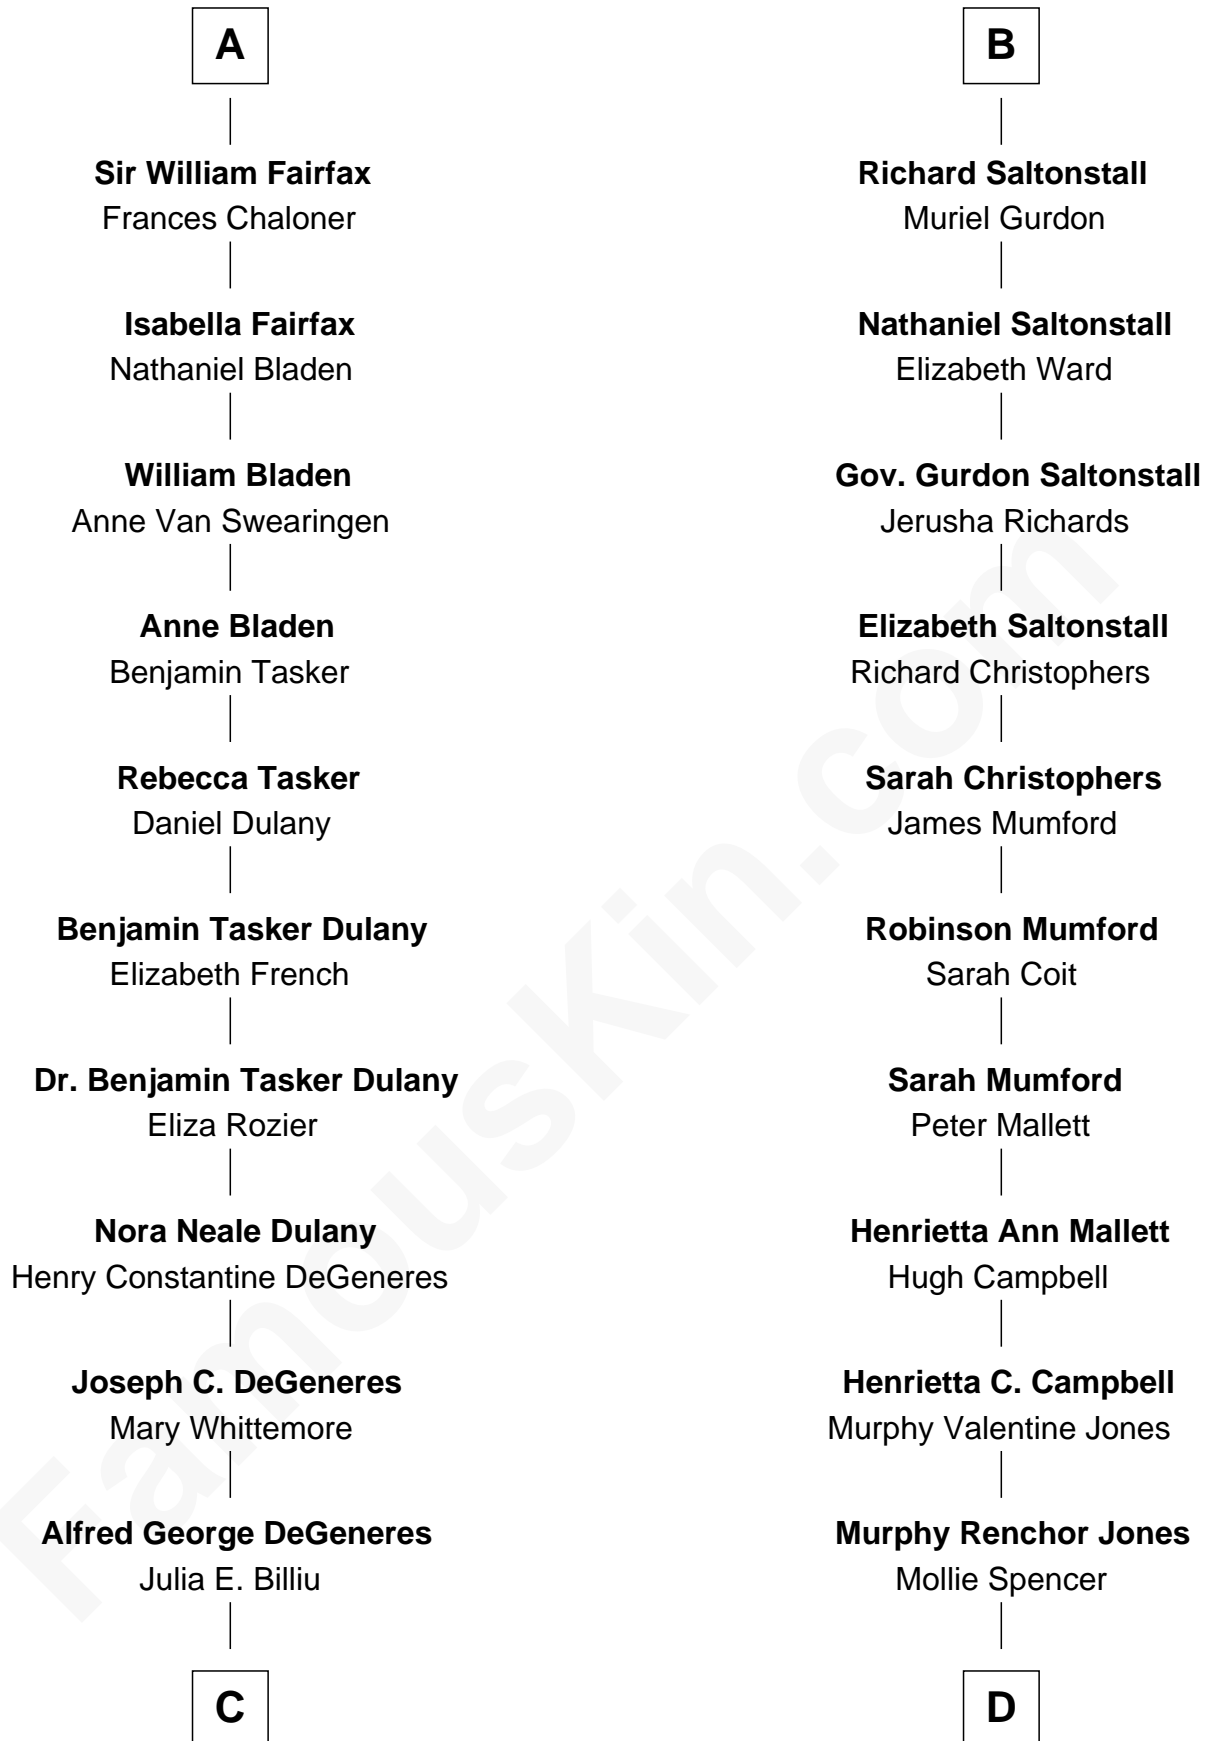 A
Sir William Fairfax
Frances Chaloner
Isabella Fairfax
Nathaniel Bladen
William Bladen
Anne Van Swearingen
Anne Bladen
Benjamin Tasker
Rebecca Tasker
Daniel Dulany
Benjamin Tasker Dulany
Elizabeth French
Dr. Benjamin Tasker Dulany
Eliza Rozier
Nora Neale Dulany
Henry Constantine DeGeneres
Joseph C. DeGeneres
Mary Whittemore
Alfred George DeGeneres
Julia E. Billiu
C
B
Richard Saltonstall
Muriel Gurdon
Nathaniel Saltonstall
Elizabeth Ward
Gov. Gurdon Saltonstall
Jerusha Richards
Elizabeth Saltonstall
Richard Christophers
Sarah Christophers
James Mumford
Robinson Mumford
Sarah Coit
Sarah Mumford
Peter Mallett
Henrietta Ann Mallett
Hugh Campbell
Henrietta C. Campbell
Murphy Valentine Jones
Murphy Renchor Jones
Mollie Spencer
D
FamousKin.com